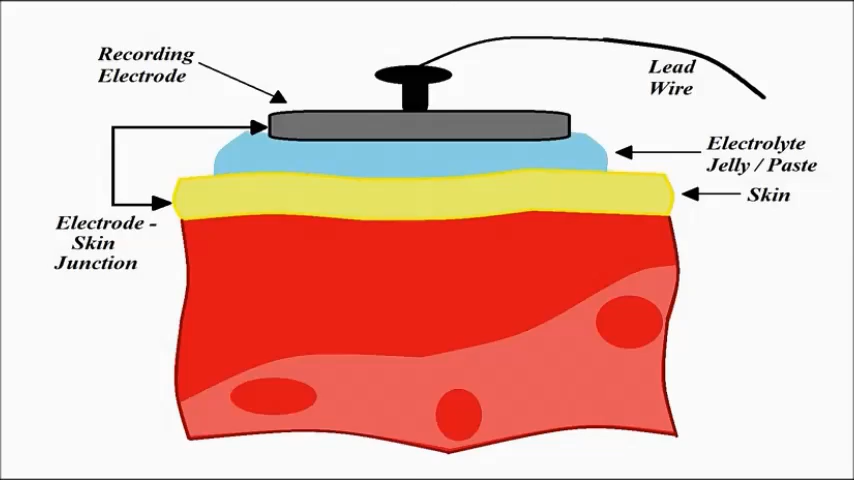 Recording
Electrode
Lead
Wire
Electrolyte
Jelly / Paste
Skin
Electrode -
Skin
Junction